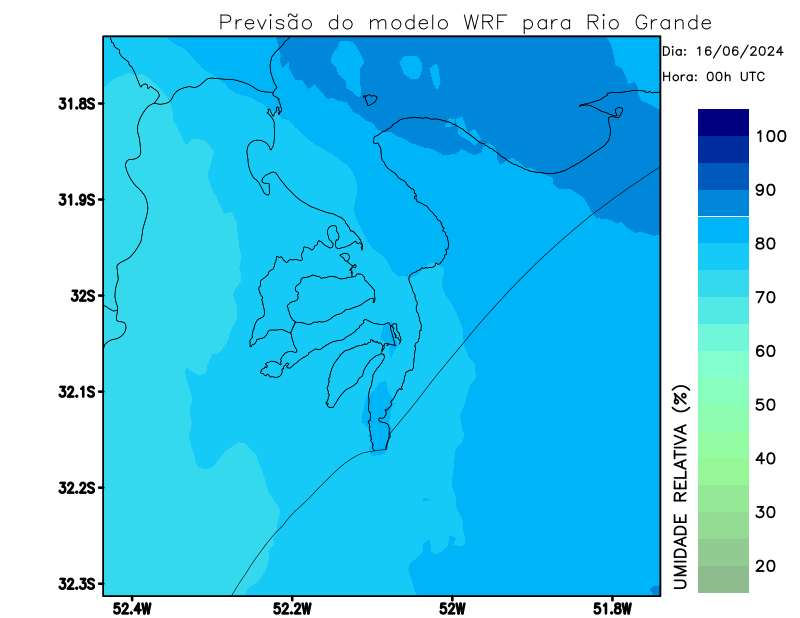 Previsão do modelo WRF para Rio Grande
Dia: 16/06/2024
Hora: 00h UTC
31.8S
31.9S
32S
32.1S
32.2S
32.3S
52.4W
52.2W
52W
51.8W
100
90
80
70
60
50
40
30
20
UMIDADE RELATIVA (%)